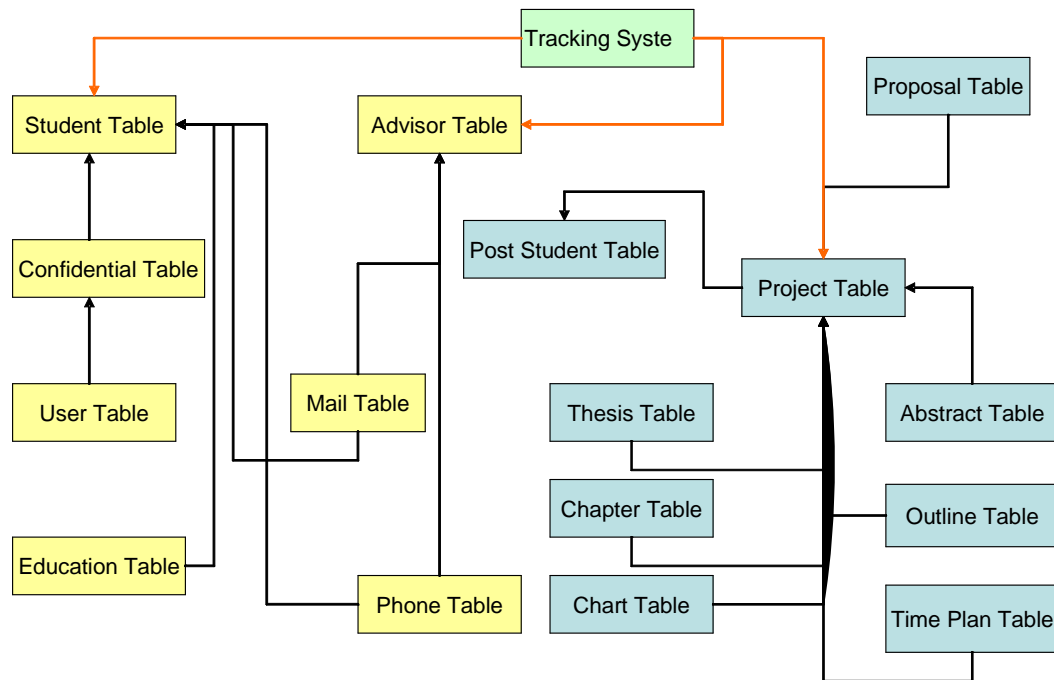 Tracking Syste
Proposal Table
Student Table
Advisor Table
Post Student Table
Confidential Table
Project Table
User Table
Mail Table
Thesis Table
Abstract Table
Chapter Table
Outline Table
Education Table
Phone Table
Chart Table
Time Plan Table